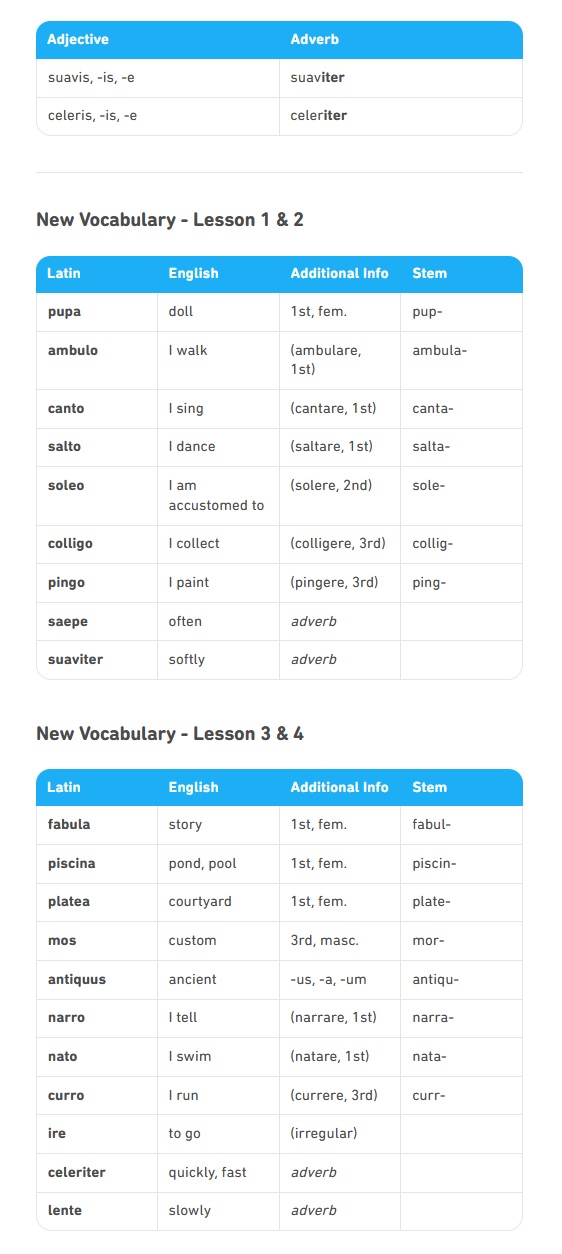 Adjective Adverb
suavis, -is, -e suaviter
celeris, -is, -e celeriter
New Vocabulary - Lesson 1 & 2
Latin English Additional Info Stem
pupa doll 1st, fem. pup-
ambulo I walk (ambulare, ambula-
1st)
canto I sing (cantare, 1st) canta-
salto I dance (saltare, 1st) salta-
soleo I am (solere, 2nd) sole-
accustomed to
colligo I collect (colligere, 3rd) collig-
pingo I paint (pingere, 3rd) ping-
saepe often adverb
suaviter softly adverb
New Vocabulary - Lesson 3 & 4
Latin English Additional Info Stem
fabula story 1st, fem. fabul-
piscina pond, pool 1st, fem. piscin-
platea courtyard 1st, fem. plate-
mos custom 3rd, masc. mor-
antiquus ancient -us, -a, -um antiqu-
narro I tell (narrare, 1st) narra-
nato I swim (natare, 1st) nata-
curro I run (currere, 3rd) curr-
ire to go (irregular)
celeriter quickly, fast adverb
lente slowly adverb